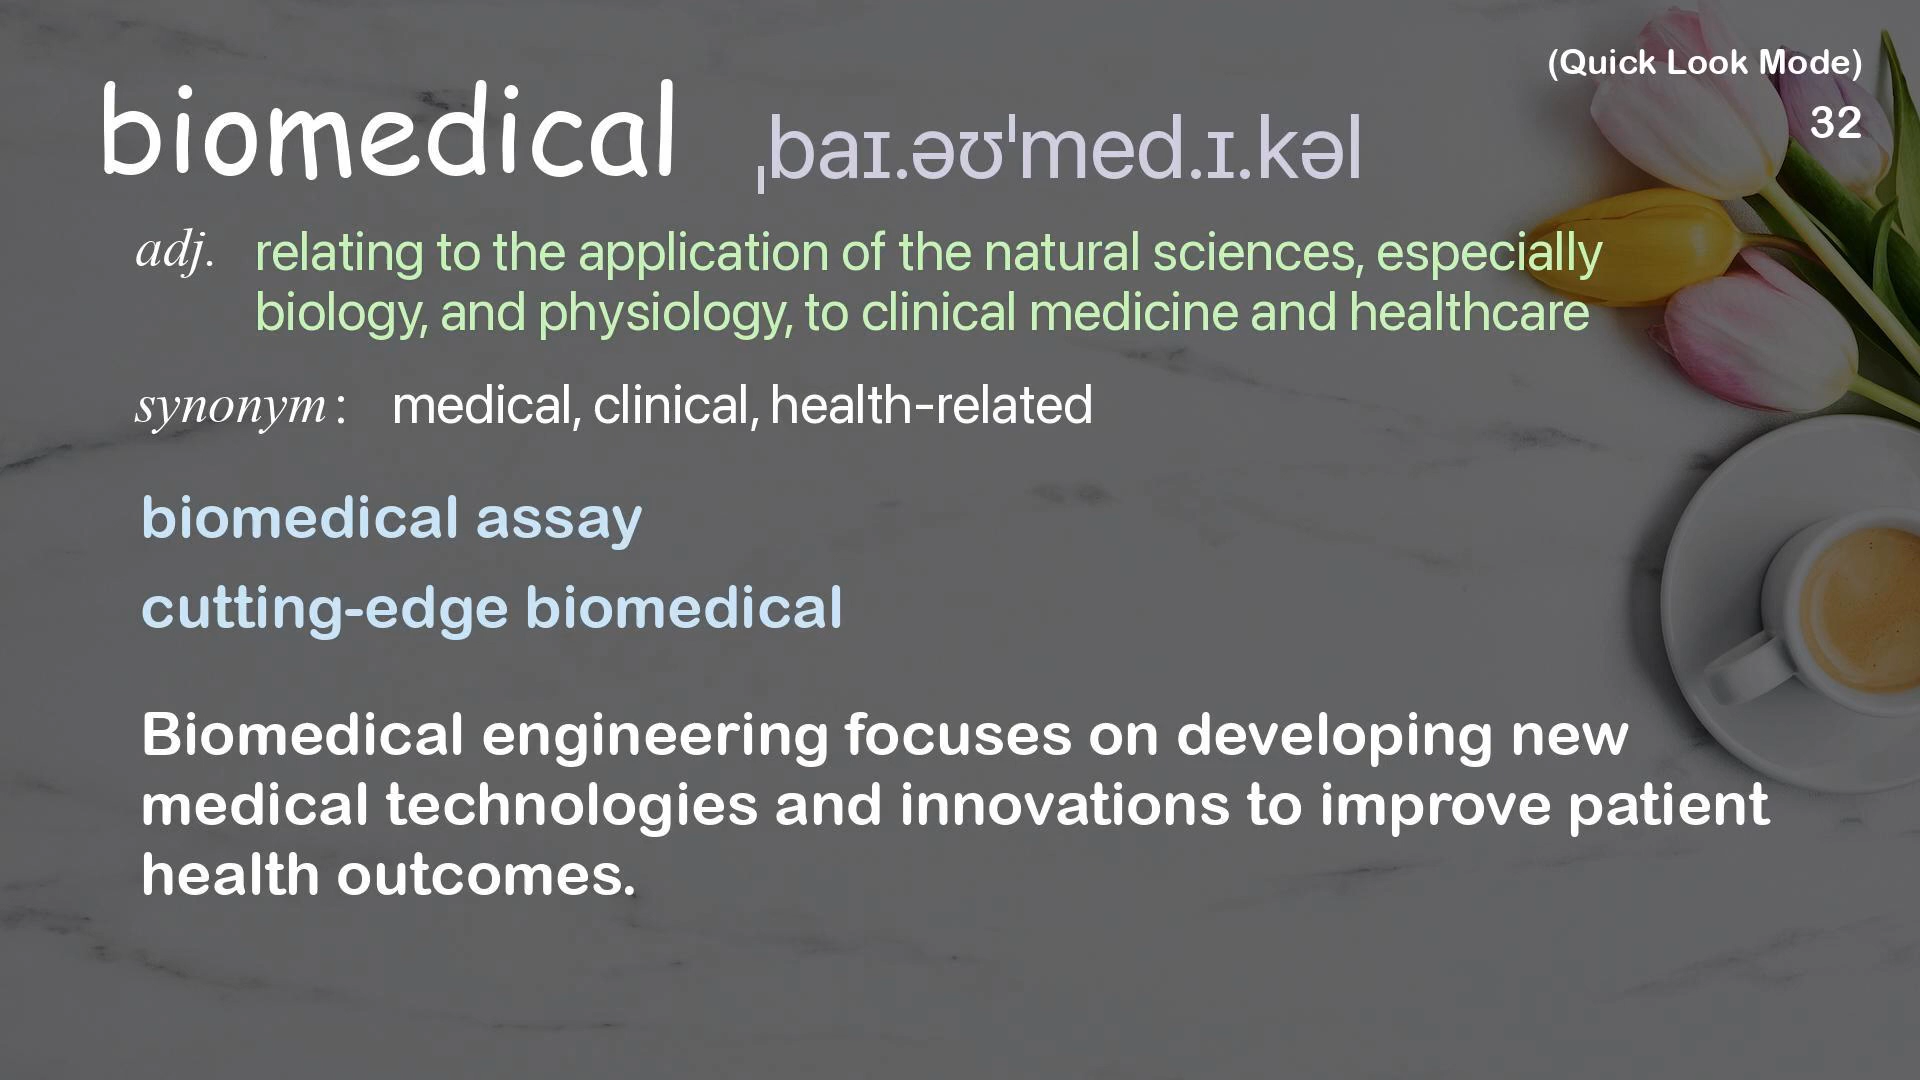 (Quick Look Mode)
32
biomedical ˌbaɪ.əʊˈmed.ɪ.kəl
adj. relating to the application of the natural sciences, especially
biology, and physiology, to clinical medicine and healthcare
synonym: medical, clinical, health-related
biomedical assay
cutting-edge biomedical
Biomedical engineering focuses on developing new
medical technologies and innovations to improve patient
health outcomes.